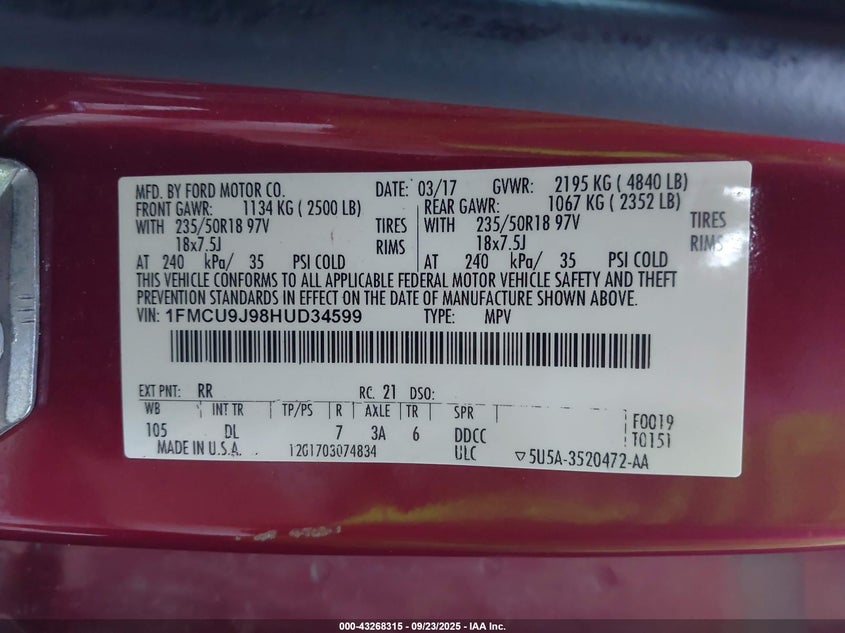 MFD. BY FORD MOTOR CO. DATE: 03/17 GVWR: 2195 KG ( 4840 LB)
FRONT GAWR: 1134 KG ( 2500 LB) REAR GAWR: 1067 KG ( 2352 LB)
WITH 235/50R18 97V TIRES WITH 235/50R18 97V TIRES
18x7.5J RIMS 18x7.5J RIMS
AT 240 kPa/ 35 PSI COLD AT 240 kPa/ 35 PSI COLD
THIS VEHICLE CONFORMS TO ALL APPLICABLE FEDERAL MOTOR VEHICLE SAFETY AND THEFT
PREVENTION STANDARDS IN EFFECT ON THE DATE OF MANUFACTURE SHOWN ABOVE.
VIN: 1FMCU9J98HUD34599 TYPE: MPV
EXT PNT: RR RC: 21 DSO:
WB INT TR TP/PS R AXLE TR SPR F0019
105 DL 7 3A 6 DDCC T0151
MADE IN U.S.A. 12G1703074834 ULC ▽5U5A-3520472-AA
000-43268315 | 09/23/2025 | IAA Inc.